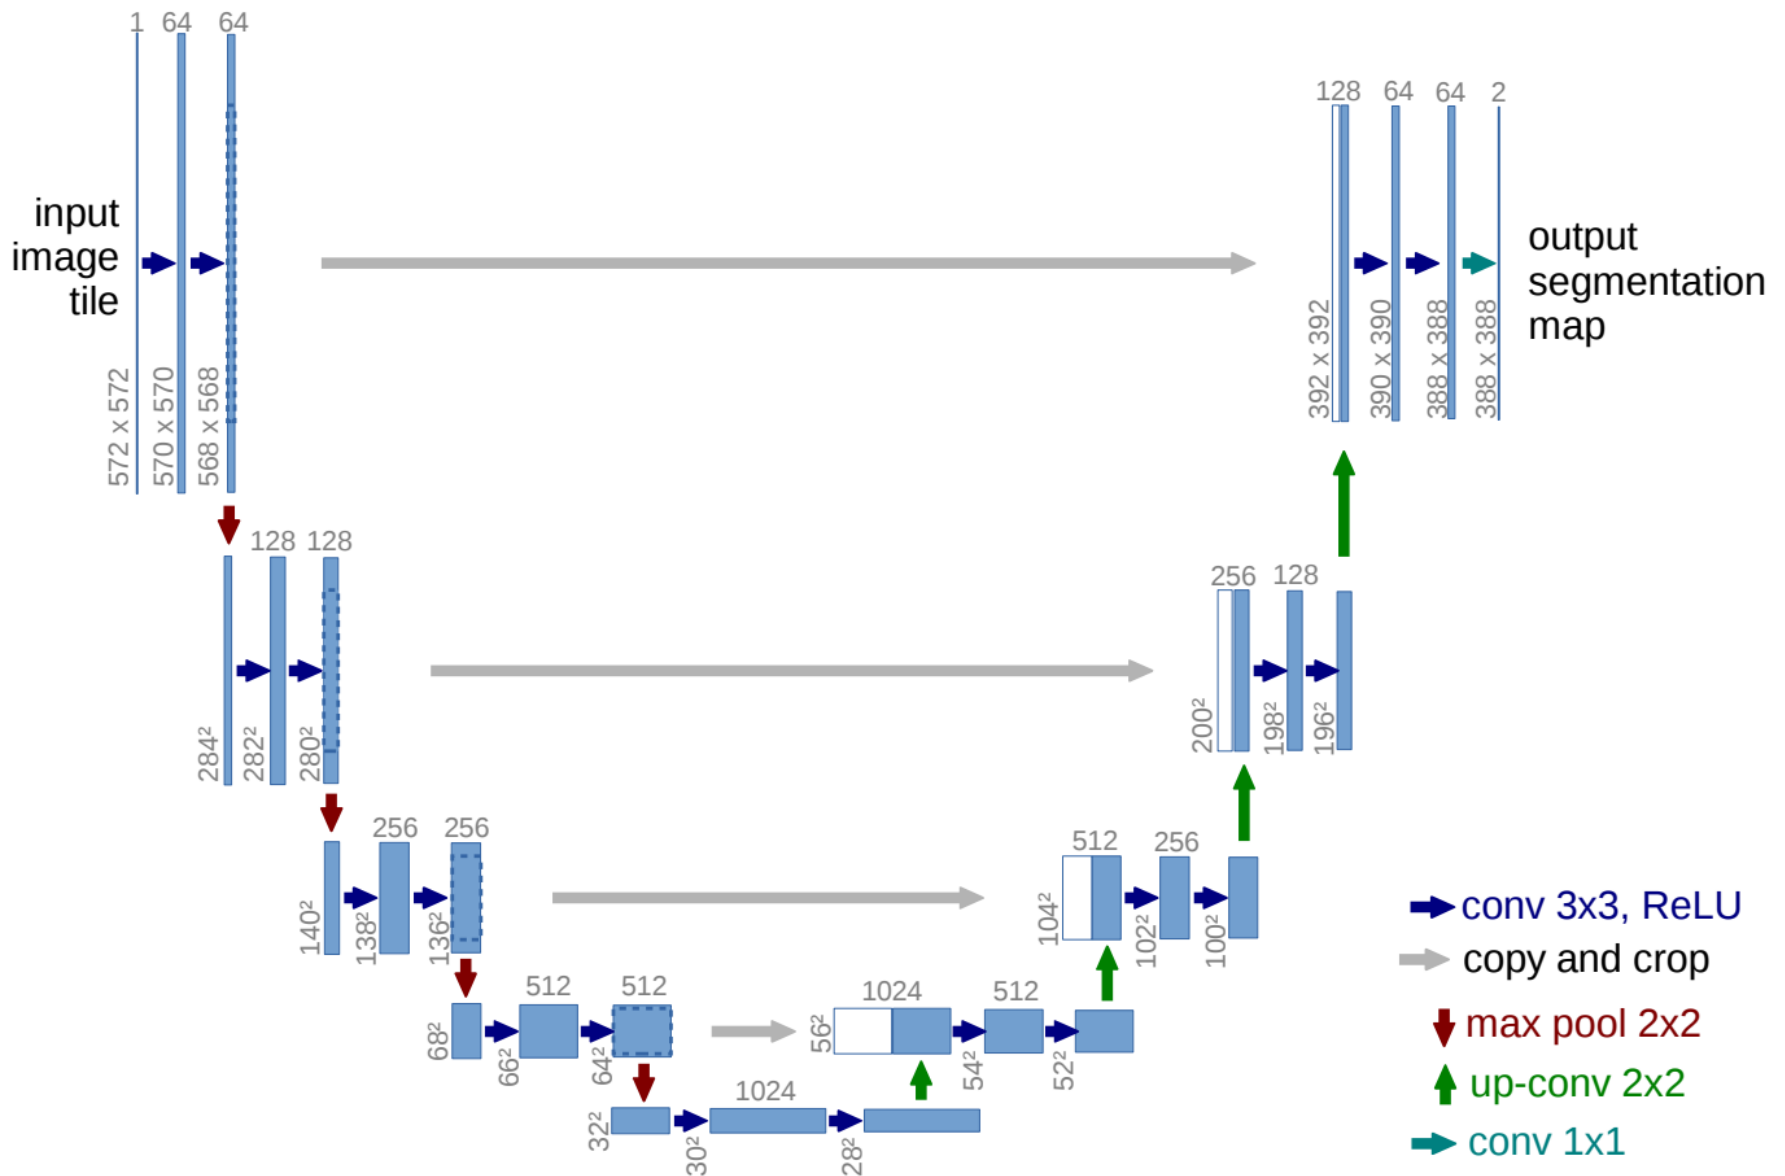 1 64 64
input
image
tile
572 x 572
570 x 570
568 x 568
128 64 64 2
output
segmentation
map
392 x 392
390 x 390
388 x 388
388 x 388
128 128
284²
282²
280²
256 128
200²
198²
196²
256 256
140²
138²
136²
512 256
104²
102²
100²
512 512
68²
66²
64²
1024 512
56²
54²
52²
1024
32²
30²
28²
conv 3x3, ReLU
copy and crop
max pool 2x2
up-conv 2x2
conv 1x1